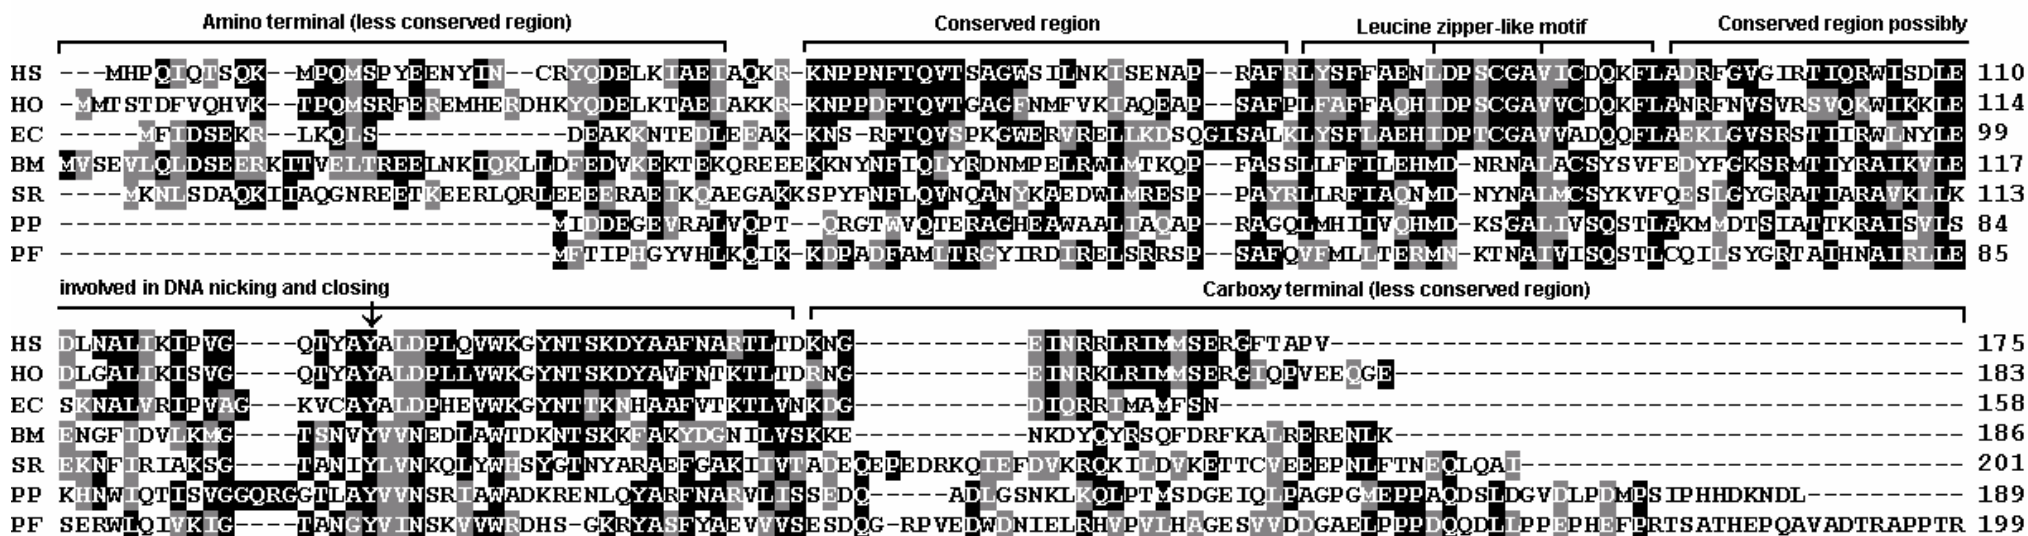 Amino terminal (less conserved region) Conserved region Leucine zipper-like motif Conserved region possibly
HS ---MHPQIQTSQK--MPQMSPYEENYIN--CRYQDELKIAEIAQKR-KNPPNFTQVTSAGWSILNKISENAP--RAFRLYSFFAENLDPSCGAVICDQKFLADRFGVGIRTIQRWLSDLE 110
HO -MMTSTDFVQHVK--TPQMSRFEREMHERDHKYQDELKTAEIAKKR-KNPPDFTQVTGAGFNMFVKIAQEAP--SAFPLFAFFAQHIDPSCGAVVCDQKFLANRFNVSVRSVQKWIKKLE 114
EC -----MFIDSEKR--LKQLS------------DEAKKNTEDLEEAK-KNS-RFTQVSPKGWERVRELLKDSQGISALKLYSFLAEHIDPTCGAVVADQQFLAEKLGVSRSTIIRWLNYLE 99
BM MVSEVLQLDSEERKITVELTREELNKIQKLLDFEDVKEKTEKQREEEKKNYNFIQLYRDNMPELRWLMTKQP--FASSLLFFILEHMD-NRNALACSYSVFEDYFGKSRMTIYRAIKVLE 117
SR ----MKNLSDAQKIIAQGNREETKEERLQRLEEEERAEIKQAEGAKKSPYFNFLQVNQANYKAEDWLMRESP--PAYRLLRFIAQNMD-NYNALMCSYKVFQESLGYGRATIARAVKLLK 113
PP ------------------------------MIDDEGEVRALVQPT--QRGTWVQTERAGHEAWAALIAQAP--RAGQLMHIIVQHMD-KSGALIVSQSTLAKMMDTSIATTKRAISVLS 84
PF ------------------------------MFTIPHGYVHLKQIK-KDPADFAMLTRGYIRDIRELSRRSP--SAFQVFMLLTERMN-KTNAIVISQSTLCQILSYGRTAIHNAIRLLE 85
involved in DNA nicking and closing Carboxy terminal (less conserved region)
HS DLNALIKIPVG----QTYAYALDPLQVWKGYNTSKDYAAFNARTLTDKNG-----------EINRRLRIMMSERGFTAPV--------------------------------------- 175
HO DLGALIKISVG----QTYAYALDPLLVWKGYNTSKDYAVFNTKTLTDRNG-----------EINRKLRIMMSERGIQPVEEQGE----------------------------------- 183
EC SKNALVRIPVAG---KVCAYALDPHEVWKGYNTTKNHAAFVTKTLVNKDG-----------DIQRRIMAMFSN---------------------------------------------- 158
BM ENGFIDVLKMG----TSNVYVVNEDLAWTDKNTSKKFAKYDGNILVSKKE-----------NKDYQYRSQFDRFKALRERENLK----------------------------------- 186
SR EKNFIRIAKSG----TANIYLVNKQLYWHSYGTNYARAEFGAKIIVTADEQEPEDRKQIEFDVKRQKILDVKETTCVEEEPNLFTNEQLQAL--------------------------- 201
PP KHNWIQTISVGGQRGGTLAYVVNSRIAWADKRENLQYARFNARVLISSEDQ-----ADLGSNKLKQLPTMSDGEIQLPAGPGMEPPAQDSLDGVDLPDMPSIPHHDKNDL---------- 189
PF SERWLQIVKIG----TANGYVINSKVVWRDHS-GKRYASFYAEVVVSESDQG-RPVEDWDNIELRHVPVLHAGESVVDDGAELPPPDQQDLLPPEPHEFPRTSATHEPQAVADTRAPPTR 199